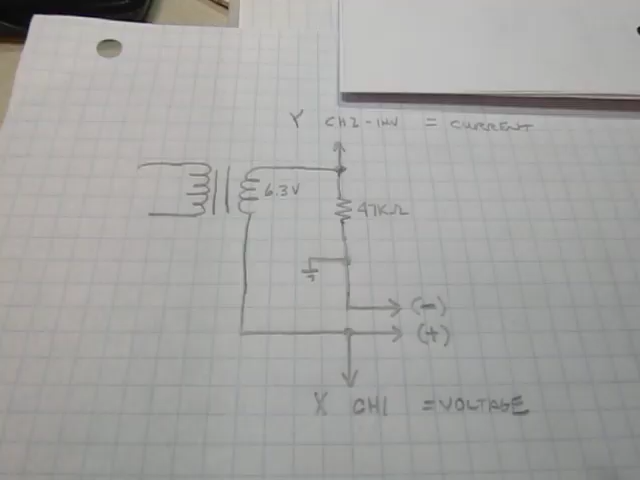 Y CH2-INV = CURRENT
6.3V
47KΩ
(-)
(+)
X CH1 = VOLTAGE